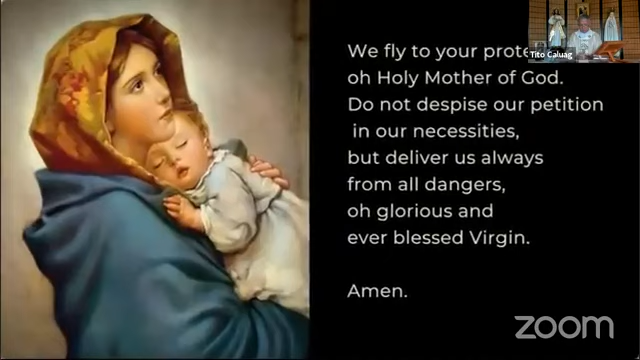 We fly to your prote
oh Holy Mother of God.
Do not despise our petition
in our necessities,
but deliver us always
from all dangers,
oh glorious and
ever blessed Virgin.
Amen.
Tito Caluag
zoom